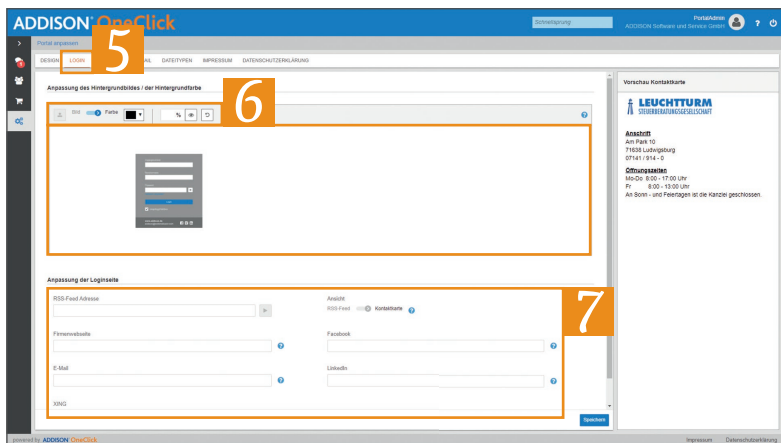 ADDISON OneClick
Schnellsprung
PortalAdmin
ADDISON Software und Service GmbH
?
Portal anpassen
5
DESIGN LOGIN DATEITYPEN IMPRESSUM DATENSCHUTZERKLÄRUNG
Anpassung des Hintergrundbildes / der Hintergrundfarbe
6
Bild Farbe %
Anpassung der Loginseite
7
RSS-Feed Adresse
Ansicht
RSS-Feed Kontaktkarte
Firmenwebseite
Facebook
E-Mail
LinkedIn
XING
Speichern
Vorschau Kontaktkarte
LEUCHTTURM
STEUERBERATUNGSGESELLSCHAFT
Anschrift
Am Park 10
71638 Ludwigsburg
07141 / 914 - 0
Öffnungszeiten
Mo-Do 8:00 - 17:00 Uhr
Fr 8:00 - 13:00 Uhr
An Sonn - und Feiertagen ist die Kanzlei geschlossen.
powered by ADDISON OneClick
Impressum Datenschutzerklärung